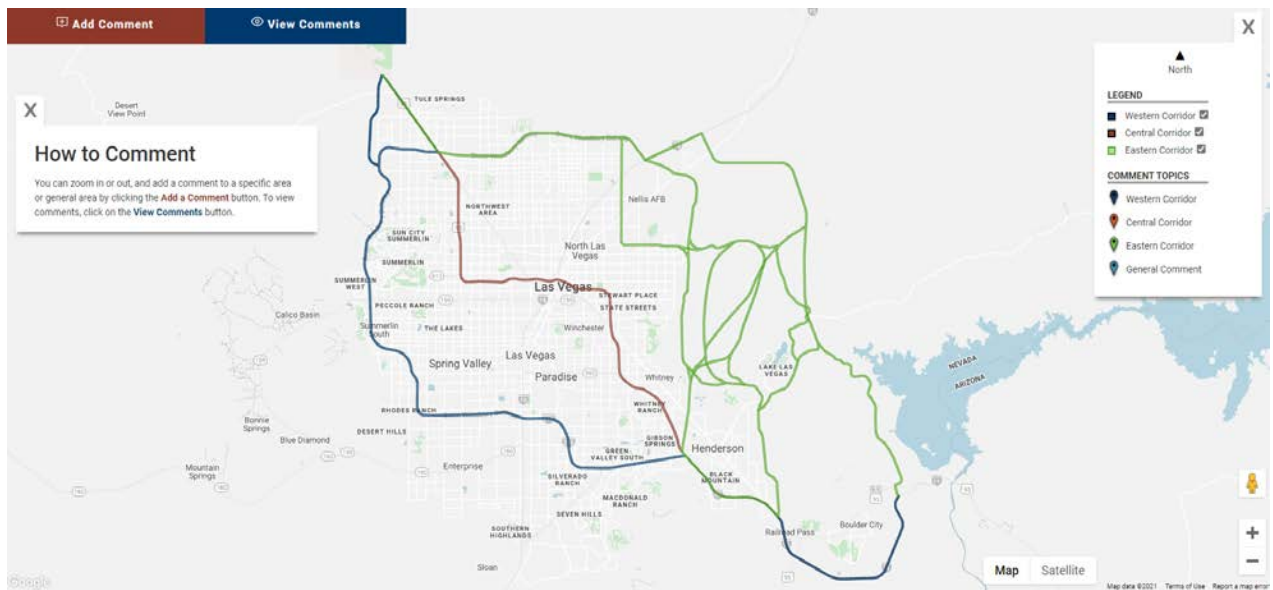 Add Comment
View Comments
X
X
How to Comment
You can zoom in or out, and add a comment to a specific area
or general area by clicking the Add a Comment button. To view
comments, click on the View Comments button.
North
LEGEND
Western Corridor
Central Corridor
Eastern Corridor
COMMENT TOPICS
Western Corridor
Central Corridor
Eastern Corridor
General Comment
Desert
View Point
TULE SPRINGS
NORTHWEST
AREA
Nellis AFB
SUN CITY
SUMMERLIN
North Las
Vegas
SUMMERLIN
SUMMERLIN
WEST
Las Vegas
STEWART PLACE
PECCOLE RANCH
STATE STREETS
Calico Basin
Summerlin
South
THE LAKES
Winchester
Spring Valley
Las Vegas
Paradise
Whitney
LAKE LAS
VEGAS
NEVADA
ARIZONA
RHODES RANCH
WHITNEY
RANCH
Bonnie
Springs
DESERT HILLS
Blue Diamond
GIBSON
SPRINGS
Henderson
GREEN
VALLEY SOUTH
Mountain
Springs
Enterprise
SILVERADO
RANCH
BLACK
MOUNTAIN
MACDONALD
RANCH
SEVEN HILLS
SOUTHERN
HIGHLANDS
Railroad Pass
Boulder City
Sloan
Map
Satellite
Google
Map data ©2021
Terms of Use
Report a map error